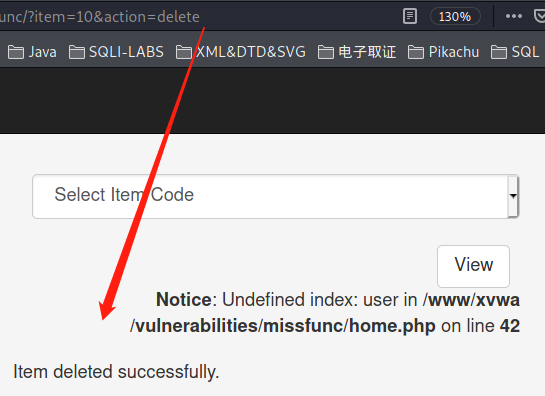 unc/?item=10&action=delete 130%
Java SQLI-LABS XML&DTD&SVG 电子取证 Pikachu SQL
Select Item Code
View
Notice: Undefined index: user in /www/xvwa
/vulnerabilities/missfunc/home.php on line 42
Item deleted successfully.